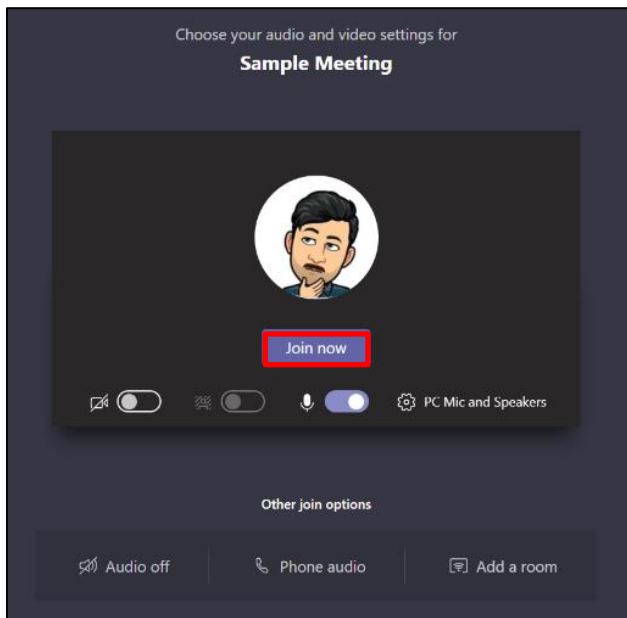 Choose your audio and video settings for
Sample Meeting
Join now
PC Mic and Speakers
Other join options
Audio off
Phone audio
Add a room